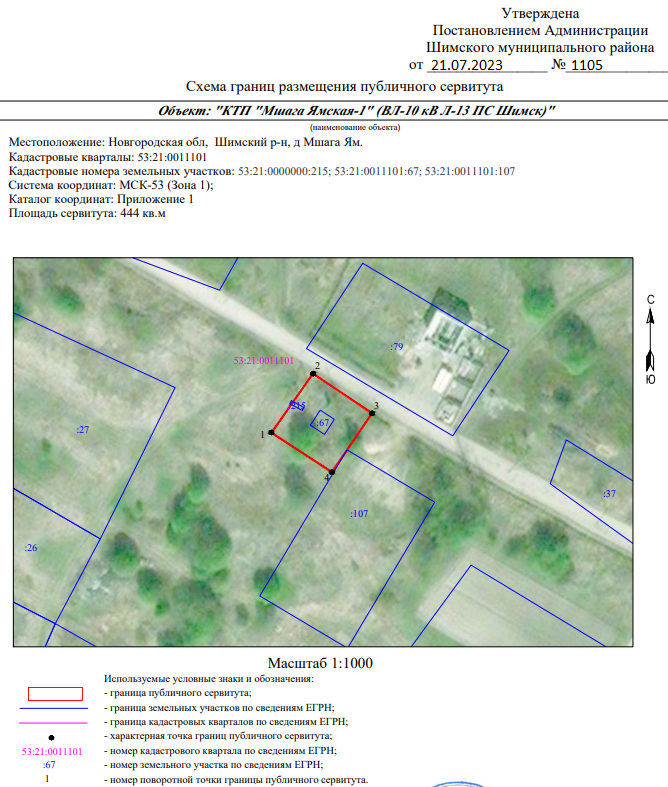 Утверждена
Постановлением Администрации
Шимского муниципального района
от 21.07.2023 № 1105
Схема границ размещения публичного сервитута
Объект: "КТП "Мшага Ямская-1" (ВЛ-10 кВ Л-13 ПС Шимск)"
(наименование объекта)
Местоположение: Новгородская обл, Шимский р-н, д Мшага Ям.
Кадастровые кварталы: 53:21:0011101
Кадастровые номера земельных участков: 53:21:0000000:215; 53:21:0011101:67; 53:21:0011101:107
Система координат: МСК-53 (Зона 1);
Каталог координат: Приложение 1
Площадь сервитута: 444 кв.м
С
Ю
:79
53:21:0011101
2
:215
3
:67
1
:27
4
:37
:107
:26
Масштаб 1:1000
Используемые условные знаки и обозначения:
- граница публичного сервитута;
- граница земельных участков по сведениям ЕГРН;
- граница кадастровых кварталов по сведениям ЕГРН;
- характерная точка границ публичного сервитута;
53:21:0011101 - номер кадастрового квартала по сведениям ЕГРН;
:67 - номер земельного участка по сведениям ЕГРН;
1 - номер поворотной точки границы публичного сервитута.